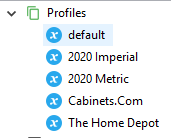 Profiles
default
2020 Imperial
2020 Metric
Cabinets.Com
The Home Depot